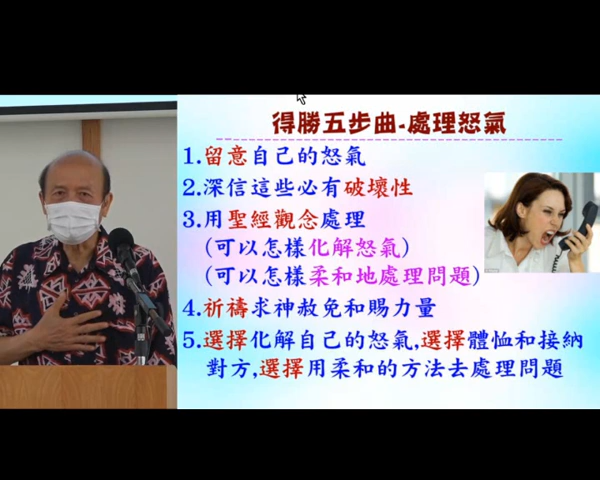 得勝五步曲-處理怒氣
1.留意自己的怒氣
2.深信這些必有破壞性
3.用聖經觀念處理
(可以怎樣化解怒氣)
(可以怎樣柔和地處理問題)
4.祈禱求神赦免和賜力量
5.選擇化解自己的怒氣,選擇體恤和接納
對方,選擇用柔和的方法去處理問題